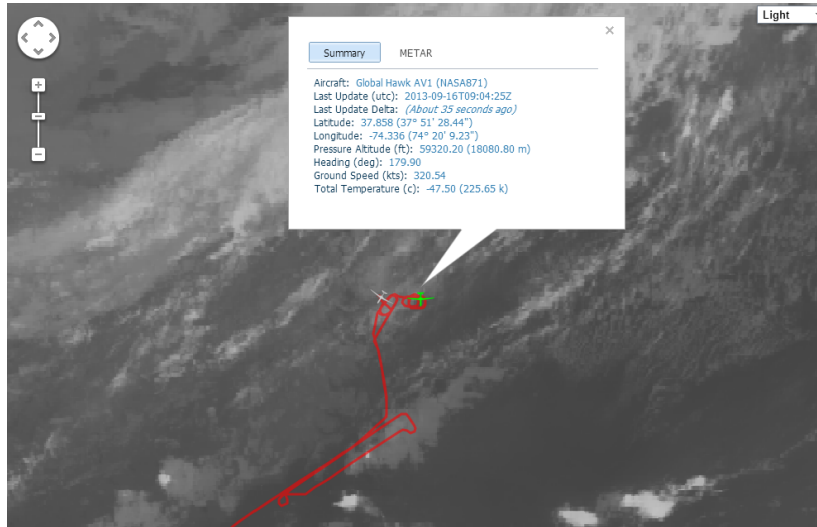 Light
Summary METAR
Aircraft: Global Hawk AV1 (NASA871)
Last Update (utc): 2013-09-16T09:04:25Z
Last Update Delta: (About 35 seconds ago)
Latitude: 37.858 (37° 51' 28.44")
Longitude: -74.336 (74° 20' 9.23")
Pressure Altitude (ft): 59320.20 (18080.80 m)
Heading (deg): 179.90
Ground Speed (kts): 320.54
Total Temperature (c): -47.50 (225.65 k)